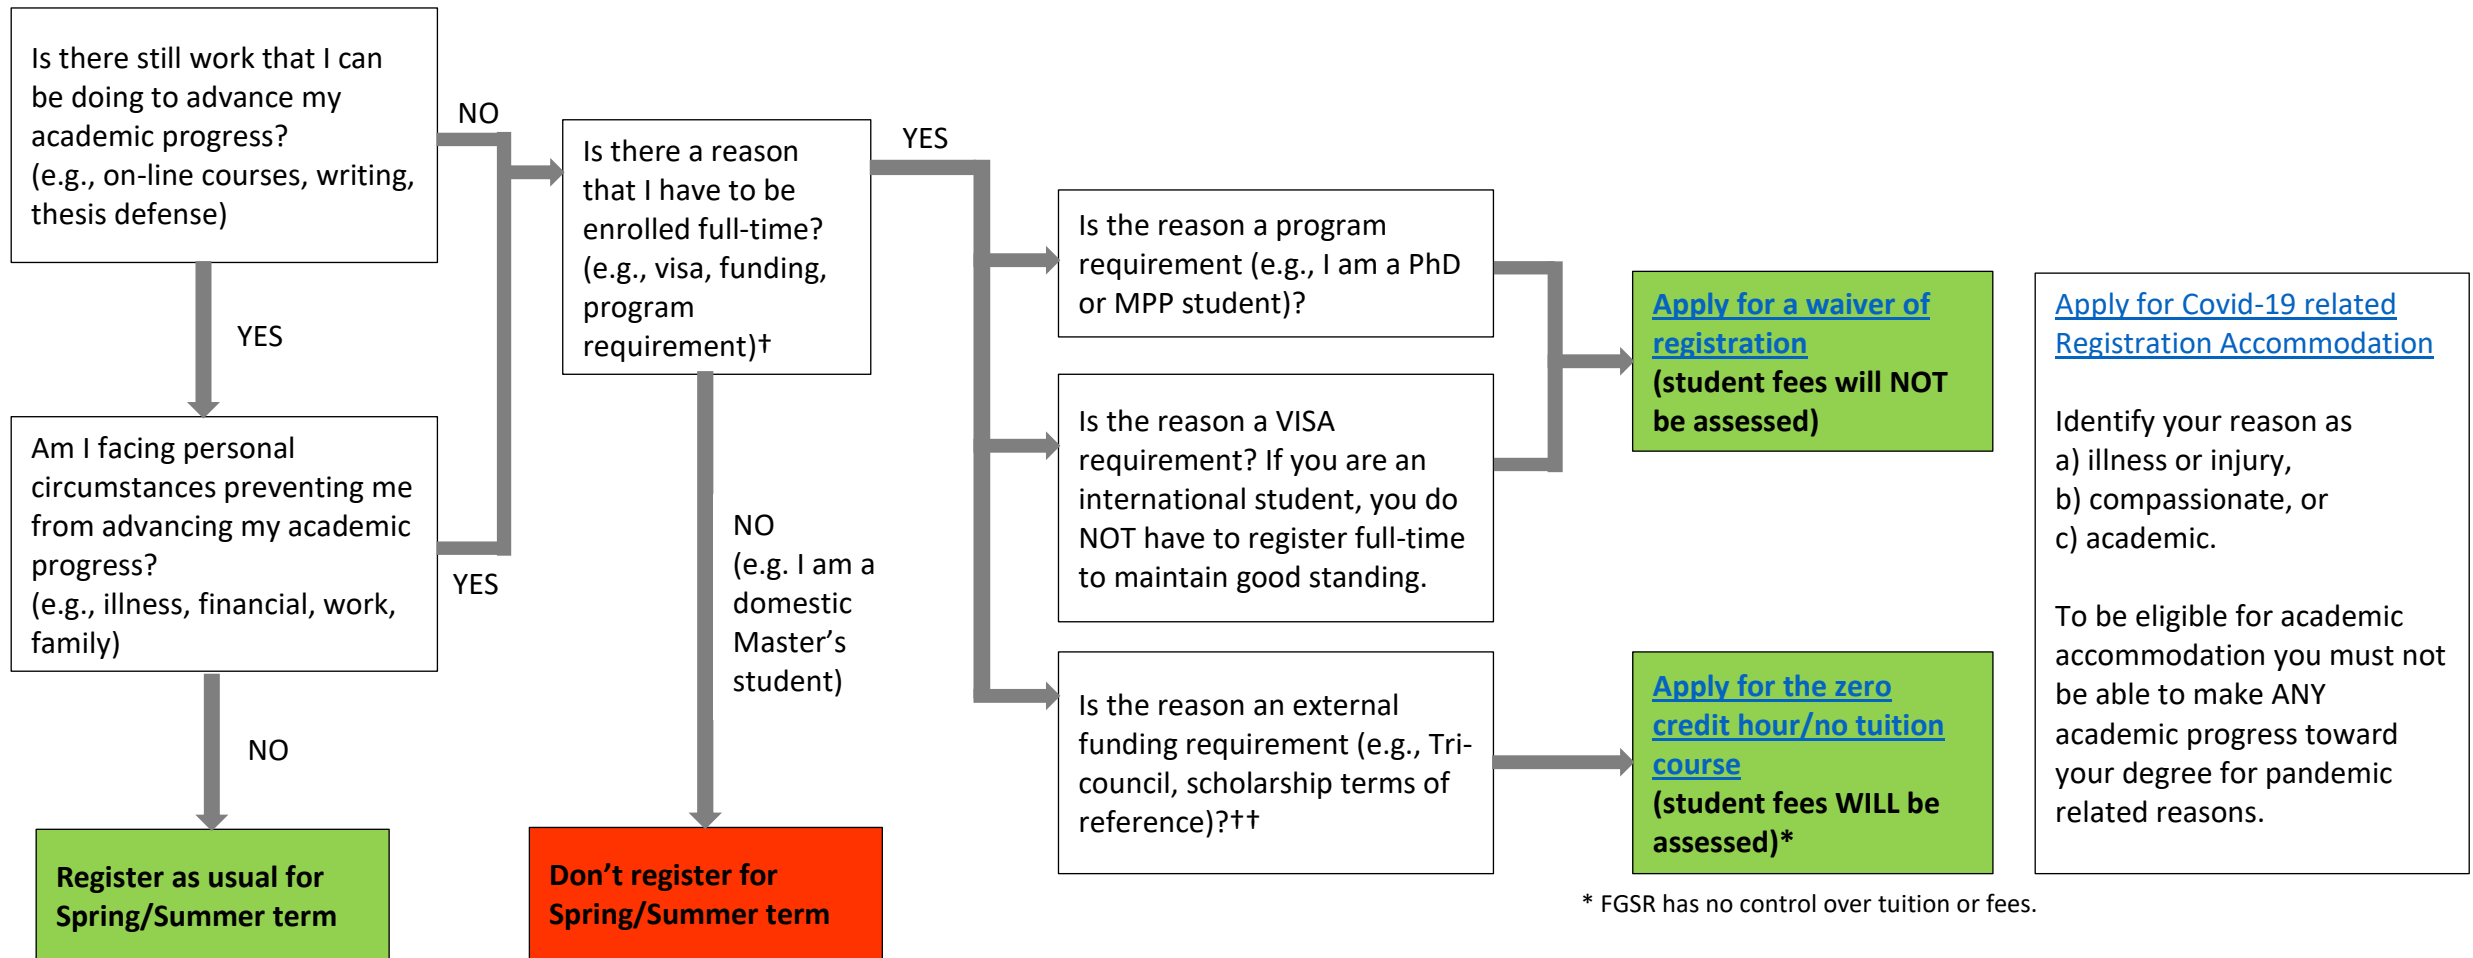 Is there still work that I can
be doing to advance my
academic progress?
(e.g., on-line courses, writing,
thesis defense)
NO
YES
Am I facing personal
circumstances preventing me
from advancing my academic
progress?
(e.g., illness, financial, work,
family)
YES
NO
Register as usual for
Spring/Summer term
Is there a reason
that I have to be
enrolled full-time?
(e.g., visa, funding,
program
requirement)†
YES
NO
(e.g. I am a
domestic
Master’s
student)
Don’t register for
Spring/Summer term
Is the reason a program
requirement (e.g., I am a PhD
or MPP student)?
Is the reason a VISA
requirement? If you are an
international student, you do
NOT have to register full-time
to maintain good standing.
Is the reason an external
funding requirement (e.g., Tri-
council, scholarship terms of
reference)?††
Apply for a waiver of
registration
(student fees will NOT
be assessed)
Apply for the zero
credit hour/no tuition
course
(student fees WILL be
assessed)*
* FGSR has no control over tuition or fees.
Apply for Covid-19 related
Registration Accommodation
Identify your reason as
a) illness or injury,
b) compassionate, or
c) academic.
To be eligible for academic
accommodation you must not
be able to make ANY
academic progress toward
your degree for pandemic
related reasons.